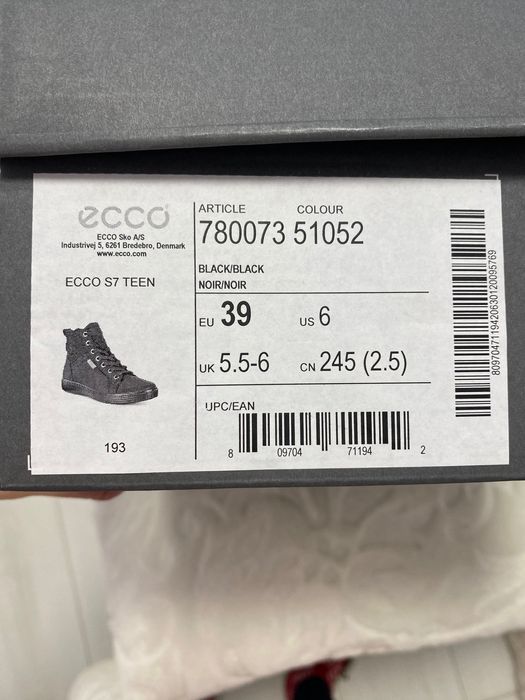 ecco
ECCO Sko A/S
Industrivej 5, 6261 Bredebro, Denmark
www.ecco.com
ECCO S7 TEEN
193
ARTICLE COLOUR
780073 51052
BLACK/BLACK
NOIR/NOIR
EU 39 US 6
UK 5.5-6 CN 245 (2.5)
UPC/EAN
8 09704 71194 2
8097047119420630120095769